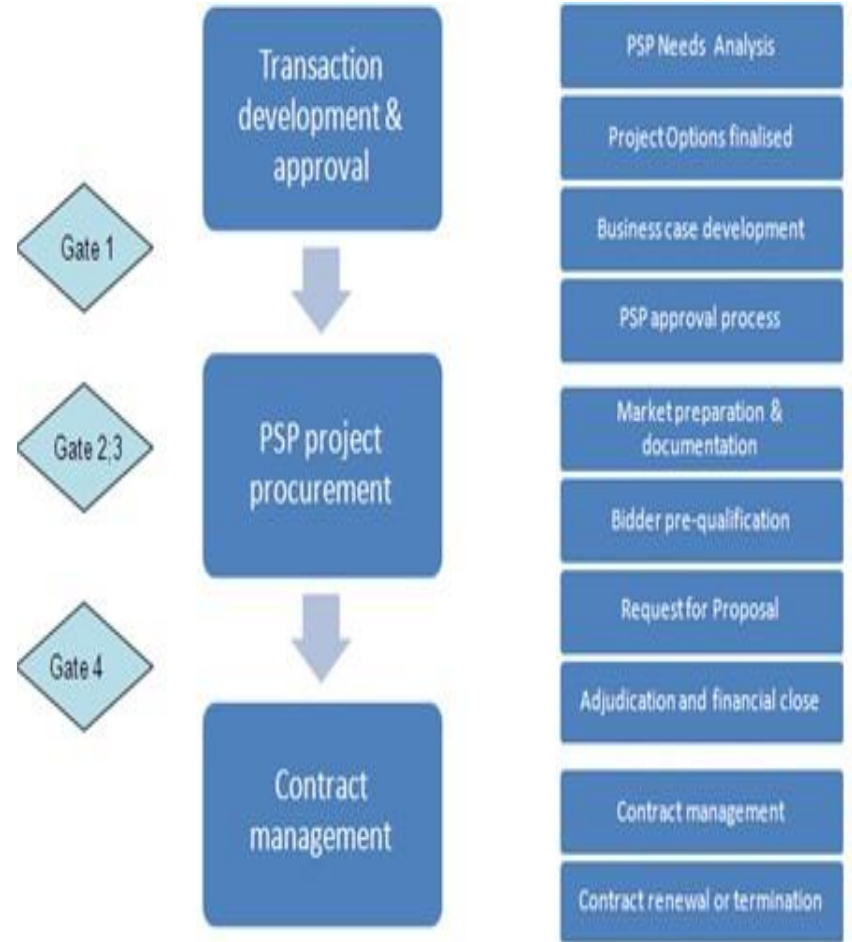 Transaction
development &
approval
Gate 1
PSP project
procurement
Gate 2,3
Gate 4
Contract
management
PSP Needs Analysis
Project Options finalised
Business case development
PSP approval process
Market preparation &
documentation
Bidder pre-qualification
Request for Proposal
Adjudication and financial close
Contract management
Contract renewal or termination